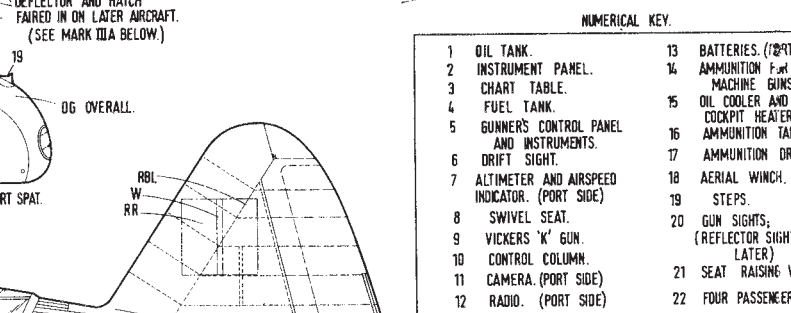 DEFLECTOR AND HATCH
FAIRED IN ON LATER AIRCRAFT.
(SEE MARK IIIA BELOW.)
19
OG OVERALL.
RT SPAT.
RBL
W
RR
NUMERICAL KEY.
1 OIL TANK.
2 INSTRUMENT PANEL.
3 CHART TABLE.
4 FUEL TANK.
5 GUNNER'S CONTROL PANEL
AND INSTRUMENTS.
6 DRIFT SIGHT.
7 ALTIMETER AND AIRSPEED
INDICATOR. (PORT SIDE)
8 SWIVEL SEAT.
9 VICKERS 'K' GUN.
10 CONTROL COLUMN.
11 CAMERA. (PORT SIDE)
12 RADIO. (PORT SIDE)
13 BATTERIES.
14 AMMUNITION FOR
MACHINE GUNS
15 OIL COOLER AND
COCKPIT HEATER
16 AMMUNITION TA
17 AMMUNITION DR
18 AERIAL WINCH.
19 STEPS.
20 GUN SIGHTS;
(REFLECTOR SIGHT
LATER)
21 SEAT RAISING
22 FOUR PASSENGER